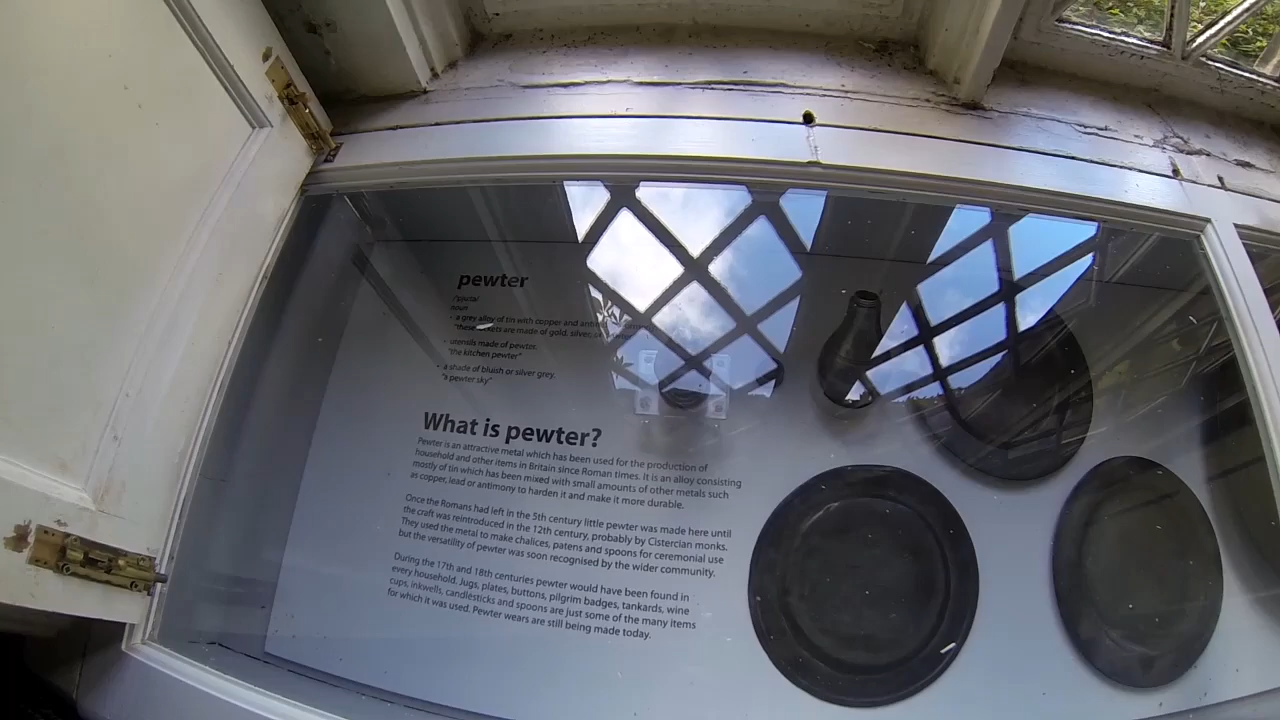 pewter
noun
- a grey alloy of tin with copper and
"these are made of gold, silver, or
- utensils made of pewter.
"the kitchen pewter"
- a shade of bluish or silver grey.
"a pewter sky"
What is pewter?
Pewter is an attractive metal which has been used for the production of
household and other items in Britain since Roman times. It is an alloy consisting
mostly of tin which has been mixed with small amounts of other metals such
as copper, lead or antimony to harden it and make it more durable.
Once the Romans had left in the 5th century little pewter was made here until
the craft was reintroduced in the 12th century, probably by Cistercian monks.
They used the metal to make chalices, patens and spoons for ceremonial use
but the versatility of pewter was soon recognised by the wider community.
During the 17th and 18th centuries pewter would have been found in
every household. Jugs, plates, buttons, pilgrim badges, tankards, wine
cups, inkwells, candlesticks and spoons are just some of the many items
for which it was used. Pewter wears are still being made today.